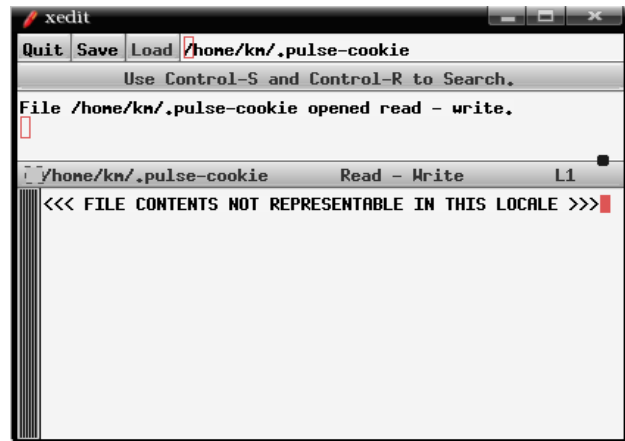 xedit
Quit Save Load /home/km/.pulse-cookie
Use Control-S and Control-R to Search.
File /home/km/.pulse-cookie opened read - write.
/home/km/.pulse-cookie Read - Write L1
<<< FILE CONTENTS NOT REPRESENTABLE IN THIS LOCALE >>>